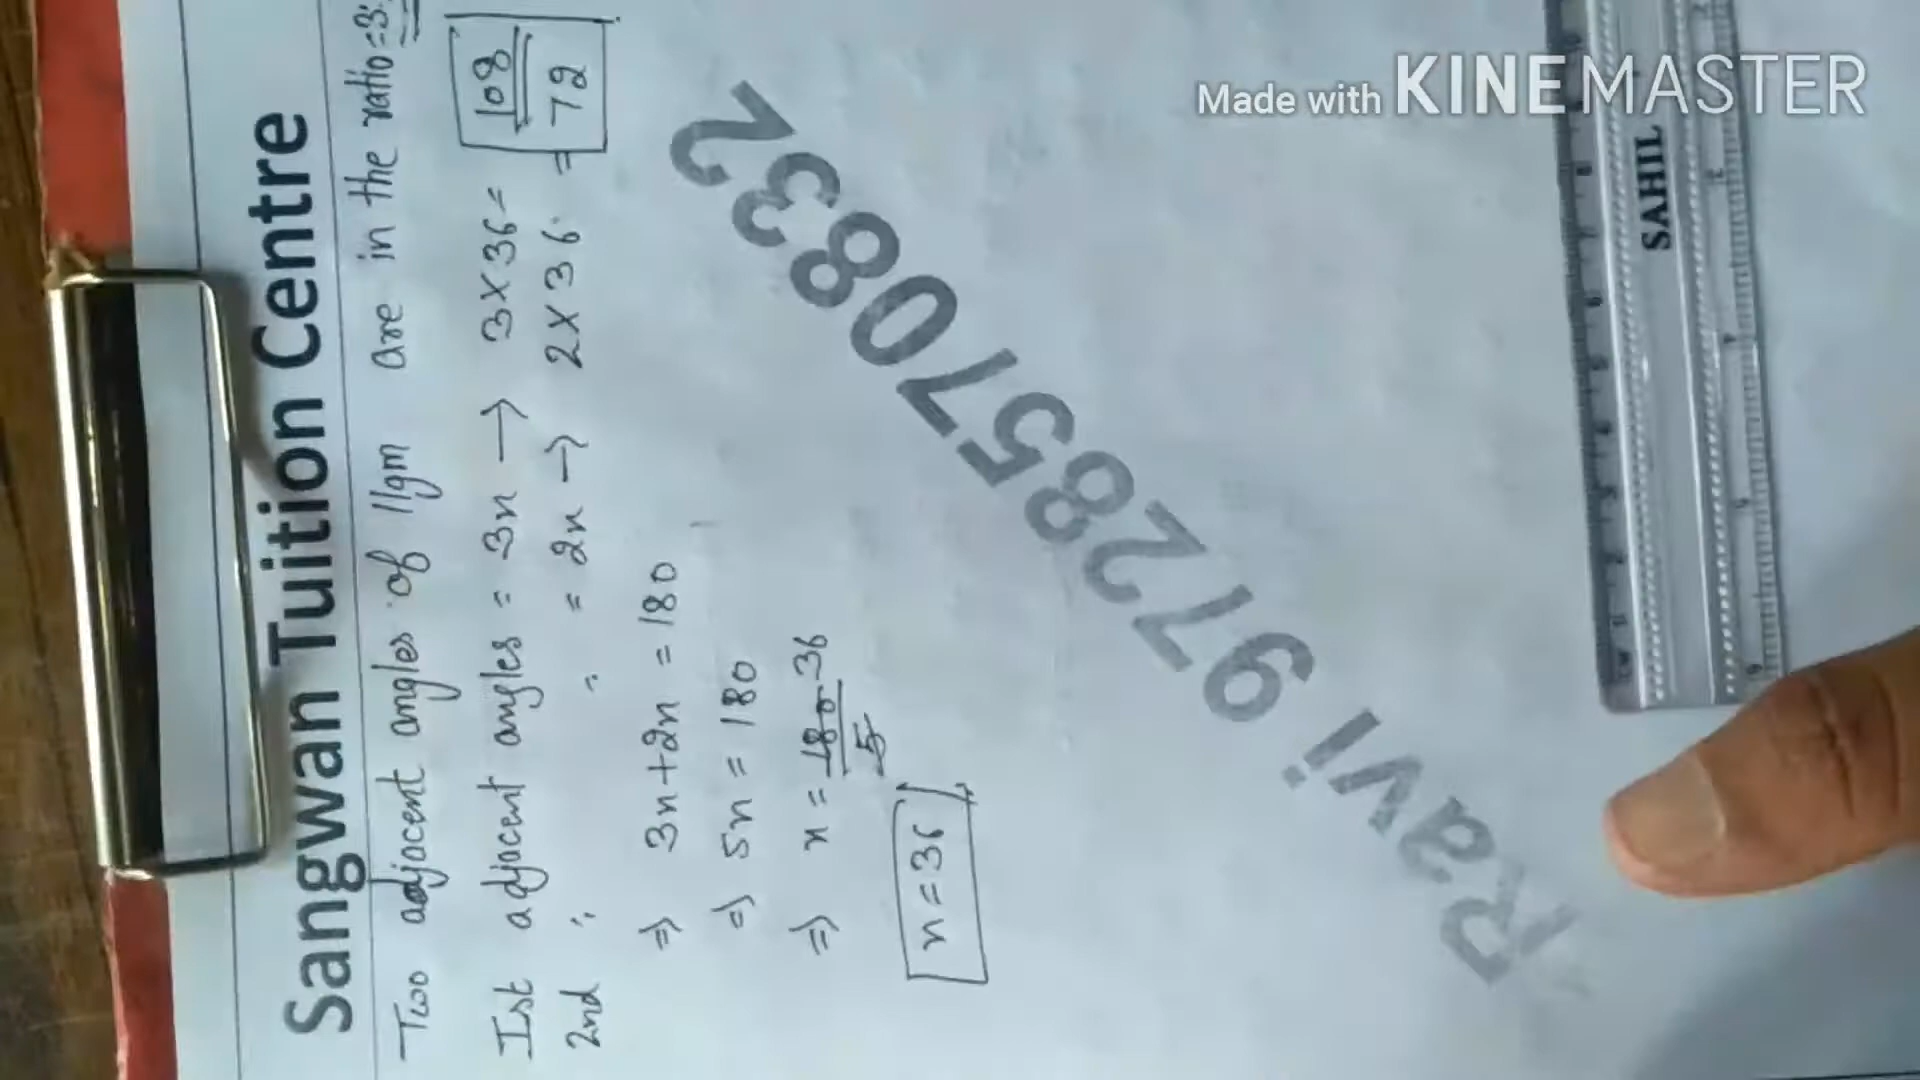 Made with KINEMASTER
Sangwan Tuition Centre
Two adjacent angles of llgm are in the ratio=3:
Ist adjacent angles = 3x → 3×36= 108
2nd " " = 2x → 2×36 = 72
⇒ 3x+2x = 180
⇒ 5x = 180
⇒ x = 180/5 36
x=36
Ravi 9728570832
SAHIL